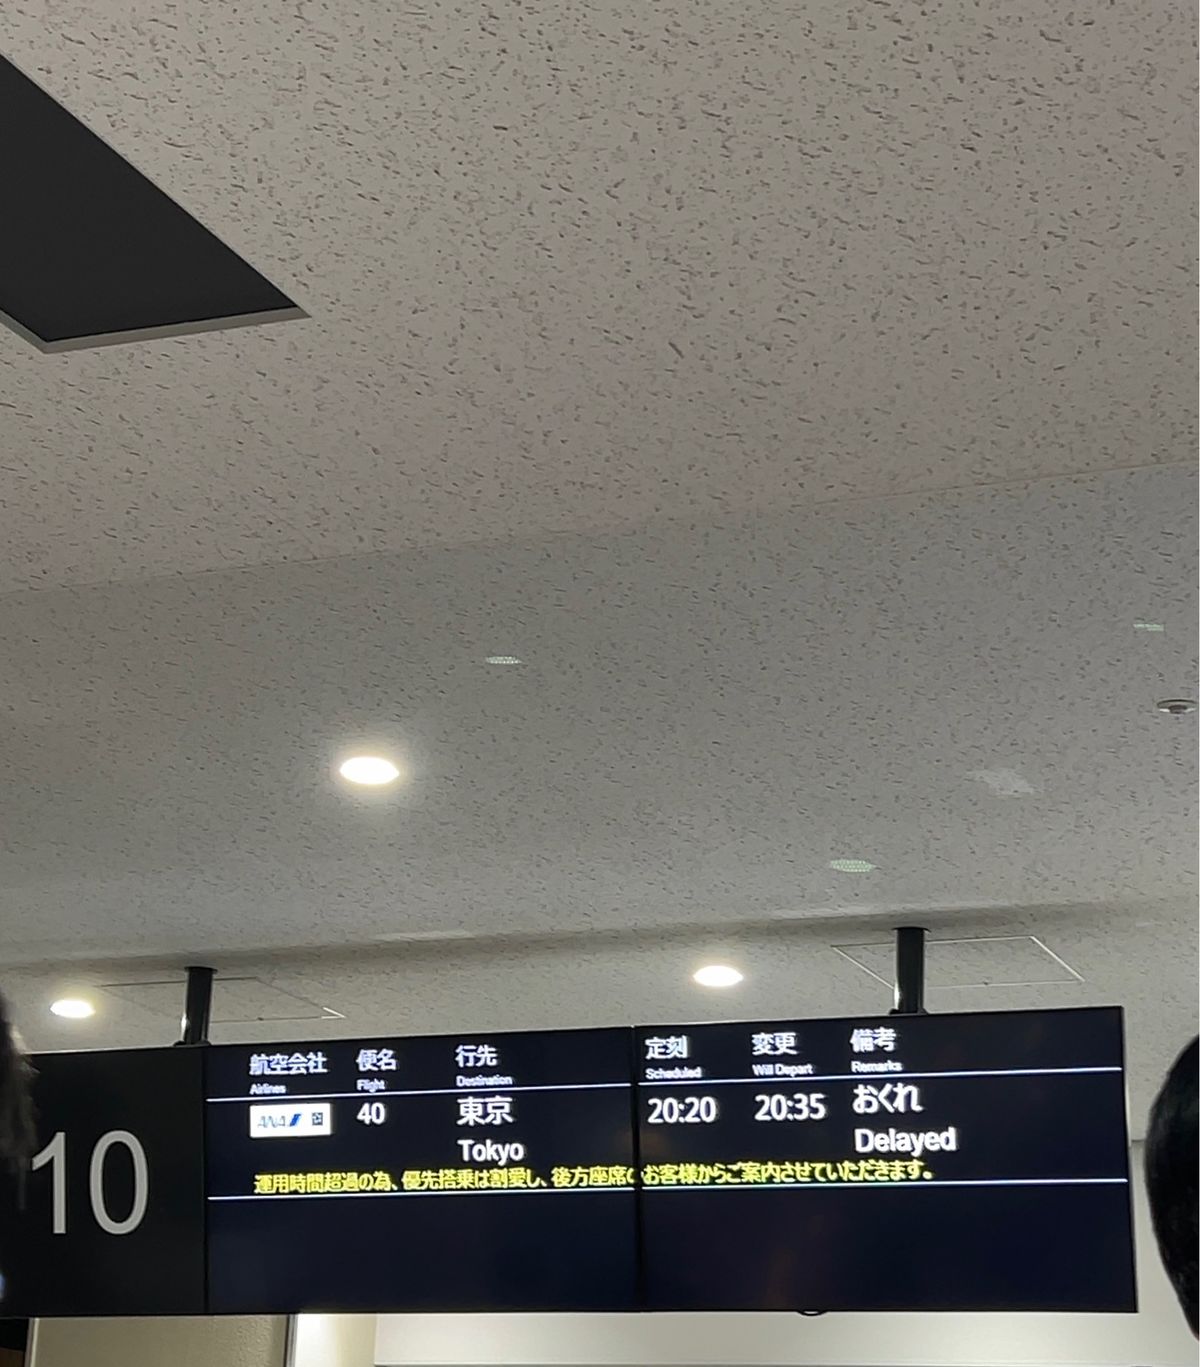 10
航空会社 便名 行先 定刻 変更 備考
Airlines Flight Destination Scheduled Will Depart Remarks
ANA 40 東京 20:20 20:35 おくれ
Tokyo Delayed
運用時間超過の為、優先搭乗は割愛し、後方座席のお客様からご案内させていただきます。